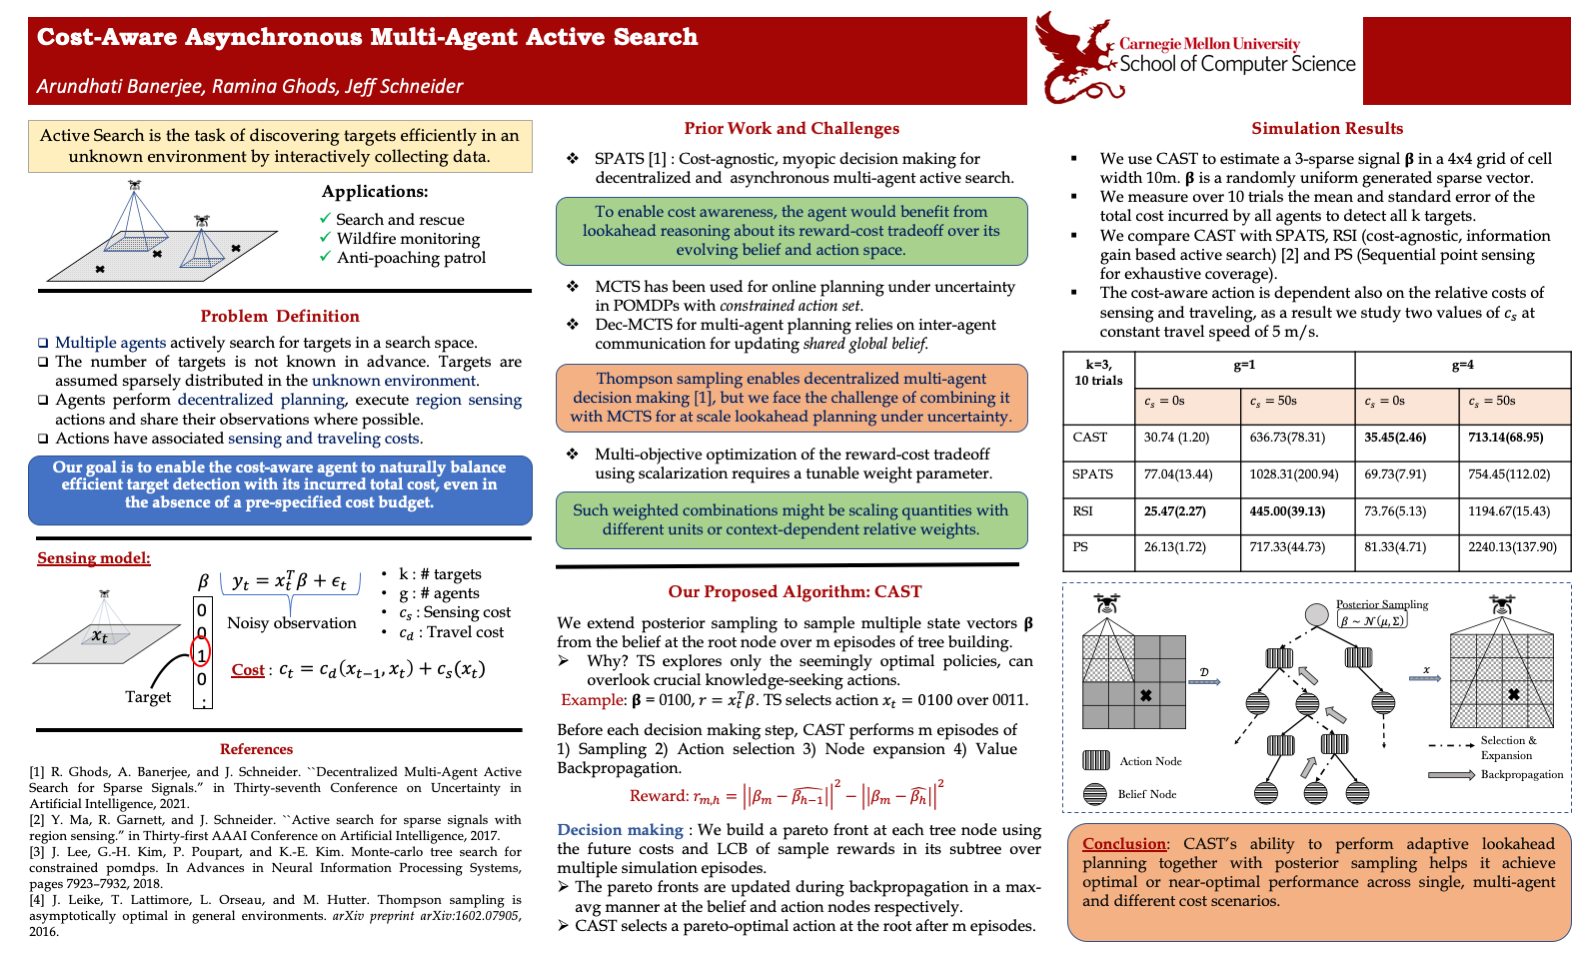 Cost-Aware Asynchronous Multi-Agent Active Search
Arundhati Banerjee, Ramina Ghods, Jeff Schneider
Carnegie Mellon University
School of Computer Science
Active Search is the task of discovering targets efficiently in an
unknown environment by interactively collecting data.
Applications:
✓ Search and rescue
✓ Wildfire monitoring
✓ Anti-poaching patrol
Problem Definition
❑ Multiple agents actively search for targets in a search space.
❑ The number of targets is not known in advance. Targets are
assumed sparsely distributed in the unknown environment.
❑ Agents perform decentralized planning, execute region sensing
actions and share their observations where possible.
❑ Actions have associated sensing and traveling costs.
Our goal is to enable the cost-aware agent to naturally balance
efficient target detection with its incurred total cost, even in
the absence of a pre-specified cost budget.
Sensing model:
x_t
β
0
0
1
0
:
Target
y_t = x_t^T β + ϵ_t
Noisy observation
• k : # targets
• g : # agents
• c_s : Sensing cost
• c_d : Travel cost
Cost : c_t = c_d(x_{t−1}, x_t) + c_s(x_t)
References
[1] R. Ghods, A. Banerjee, and J. Schneider. ``Decentralized Multi-Agent Active
Search for Sparse Signals.” in Thirty-seventh Conference on Uncertainty in
Artificial Intelligence, 2021.
[2] Y. Ma, R. Garnett, and J. Schneider. ``Active search for sparse signals with
region sensing.” in Thirty-first AAAI Conference on Artificial Intelligence, 2017.
[3] J. Lee, G.-H. Kim, P. Poupart, and K.-E. Kim. Monte-carlo tree search for
constrained pomdps. In Advances in Neural Information Processing Systems,
pages 7923–7932, 2018.
[4] J. Leike, T. Lattimore, L. Orseau, and M. Hutter. Thompson sampling is
asymptotically optimal in general environments. arXiv preprint arXiv:1602.07905,
2016.
Prior Work and Challenges
❖ SPATS [1] : Cost-agnostic, myopic decision making for
decentralized and asynchronous multi-agent active search.
To enable cost awareness, the agent would benefit from
lookahead reasoning about its reward-cost tradeoff over its
evolving belief and action space.
❖ MCTS has been used for online planning under uncertainty
in POMDPs with constrained action set.
❖ Dec-MCTS for multi-agent planning relies on inter-agent
communication for updating shared global belief.
Thompson sampling enables decentralized multi-agent
decision making [1], but we face the challenge of combining it
with MCTS for at scale lookahead planning under uncertainty.
❖ Multi-objective optimization of the reward-cost tradeoff
using scalarization requires a tunable weight parameter.
Such weighted combinations might be scaling quantities with
different units or context-dependent relative weights.
Our Proposed Algorithm: CAST
We extend posterior sampling to sample multiple state vectors β
from the belief at the root node over m episodes of tree building.
➢ Why? TS explores only the seemingly optimal policies, can
overlook crucial knowledge-seeking actions.
Example: β = 0100, r = x_t^T β. TS selects action x_t = 0100 over 0011.
Before each decision making step, CAST performs m episodes of
1) Sampling 2) Action selection 3) Node expansion 4) Value
Backpropagation.
Reward: r_{m,h} = ||β_m − \widehat{β_{h−1}}||^2 − ||β_m − \widehat{β_h}||^2
Decision making : We build a pareto front at each tree node using
the future costs and LCB of sample rewards in its subtree over
multiple simulation episodes.
➢ The pareto fronts are updated during backpropagation in a max-
avg manner at the belief and action nodes respectively.
➢ CAST selects a pareto-optimal action at the root after m episodes.
Simulation Results
▪ We use CAST to estimate a 3-sparse signal β in a 4x4 grid of cell
width 10m. β is a randomly uniform generated sparse vector.
▪ We measure over 10 trials the mean and standard error of the
total cost incurred by all agents to detect all k targets.
▪ We compare CAST with SPATS, RSI (cost-agnostic, information
gain based active search) [2] and PS (Sequential point sensing
for exhaustive coverage).
▪ The cost-aware action is dependent also on the relative costs of
sensing and traveling, as a result we study two values of c_s at
constant travel speed of 5 m/s.
k=3, g=1 g=4
10 trials
c_s = 0s c_s = 50s c_s = 0s c_s = 50s
CAST 30.74 (1.20) 636.73(78.31) 35.45(2.46) 713.14(68.95)
SPATS 77.04(13.44) 1028.31(200.94) 69.73(7.91) 754.45(112.02)
RSI 25.47(2.27) 445.00(39.13) 73.76(5.13) 1194.67(15.43)
PS 26.13(1.72) 717.33(44.73) 81.33(4.71) 2240.13(137.90)
Posterior Sampling
β ~ 𝒩(μ, Σ)
𝒟
x
Action Node
Belief Node
Selection &
Expansion
Backpropagation
Conclusion: CAST’s ability to perform adaptive lookahead
planning together with posterior sampling helps it achieve
optimal or near-optimal performance across single, multi-agent
and different cost scenarios.